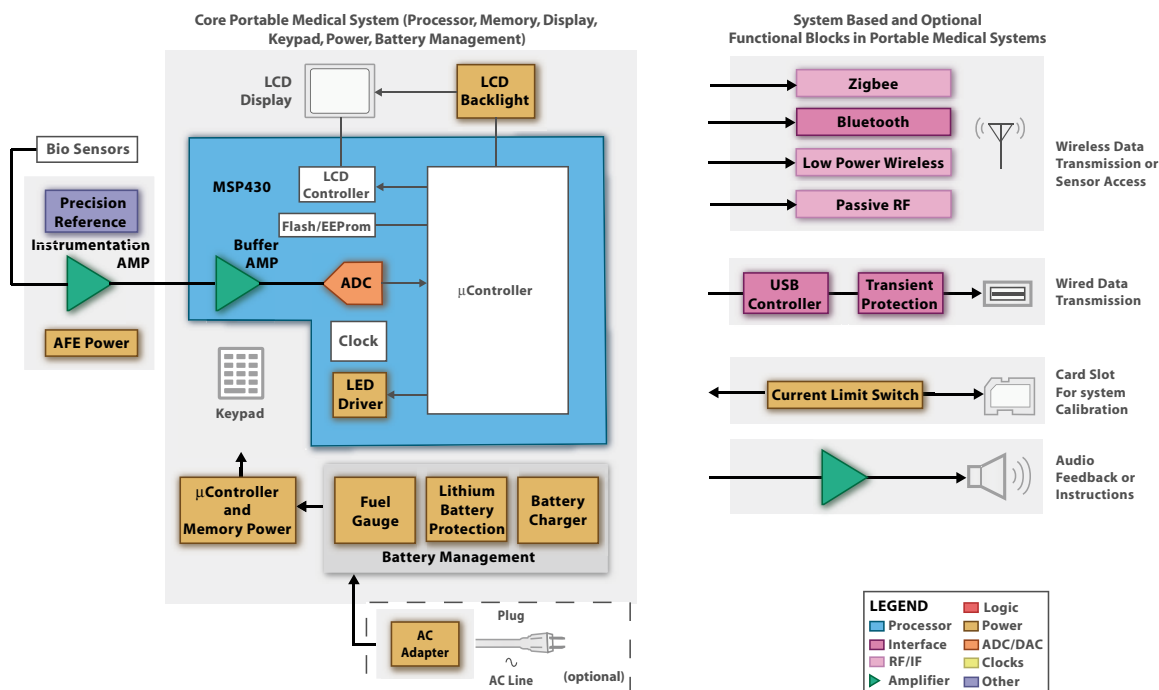 Core Portable Medical System (Processor, Memory, Display,
Keypad, Power, Battery Management)
LCD
Display
LCD
Backlight
Bio Sensors
MSP430
LCD
Controller
Precision
Reference
Flash/EEProm
Instrumentation
AMP
Buffer
AMP
ADC
µController
Clock
AFE Power
LED
Driver
Keypad
µController
and
Memory Power
Fuel
Gauge
Lithium
Battery
Protection
Battery
Charger
Battery Management
AC
Adapter
Plug
AC Line
(optional)
System Based and Optional
Functional Blocks in Portable Medical Systems
Zigbee
Bluetooth
Low Power Wireless
Passive RF
Wireless Data
Transmission or
Sensor Access
USB
Controller
Transient
Protection
Wired Data
Transmission
Current Limit Switch
Card Slot
For system
Calibration
Audio
Feedback or
Instructions
LEGEND
Processor
Interface
RF/IF
Amplifier
Logic
Power
ADC/DAC
Clocks
Other